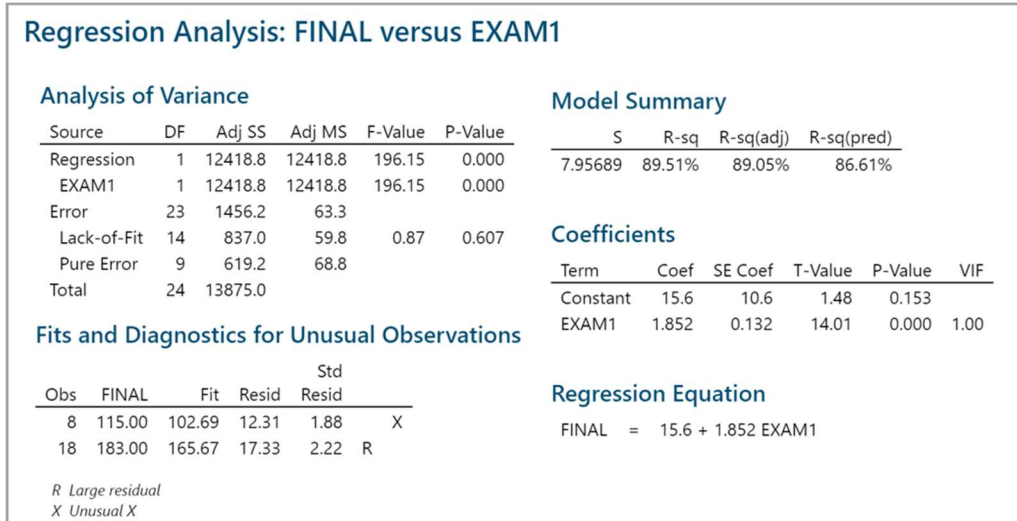 Regression Analysis: FINAL versus EXAM1
Analysis of Variance
Source DF Adj SS Adj MS F-Value P-Value
Regression 1 12418.8 12418.8 196.15 0.000
EXAM1 1 12418.8 12418.8 196.15 0.000
Error 23 1456.2 63.3
Lack-of-Fit 14 837.0 59.8 0.87 0.607
Pure Error 9 619.2 68.8
Total 24 13875.0
Fits and Diagnostics for Unusual Observations
Std
Obs FINAL Fit Resid Resid
8 115.00 102.69 12.31 1.88 X
18 183.00 165.67 17.33 2.22 R
R Large residual
X Unusual X
Model Summary
S R-sq R-sq(adj) R-sq(pred)
7.95689 89.51% 89.05% 86.61%
Coefficients
Term Coef SE Coef T-Value P-Value VIF
Constant 15.6 10.6 1.48 0.153
EXAM1 1.852 0.132 14.01 0.000 1.00
Regression Equation
FINAL = 15.6 + 1.852 EXAM1